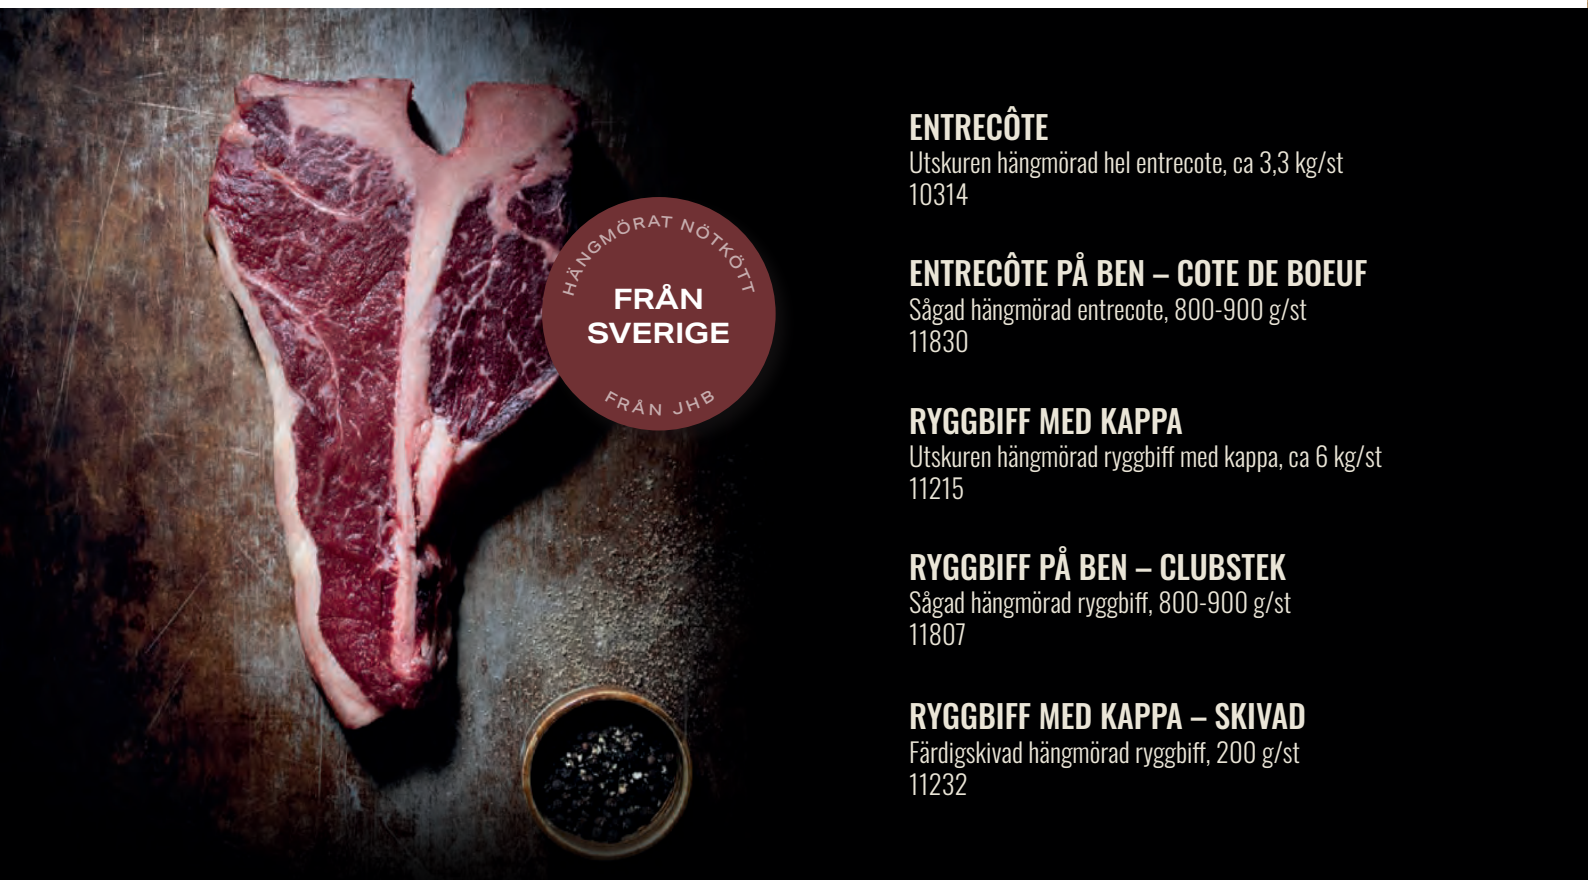 HÄNGMÖRAT NÖTKÖTT
FRÅN
SVERIGE
FRÅN JHB
ENTRECÔTE
Utskuren hängmörad hel entrecote, ca 3,3 kg/st
10314
ENTRECÔTE PÅ BEN – COTE DE BOEUF
Sågad hängmörad entrecote, 800-900 g/st
11830
RYGGBIFF MED KAPPA
Utskuren hängmörad ryggbiff med kappa, ca 6 kg/st
11215
RYGGBIFF PÅ BEN – CLUBSTEK
Sågad hängmörad ryggbiff, 800-900 g/st
11807
RYGGBIFF MED KAPPA – SKIVAD
Färdigskivad hängmörad ryggbiff, 200 g/st
11232